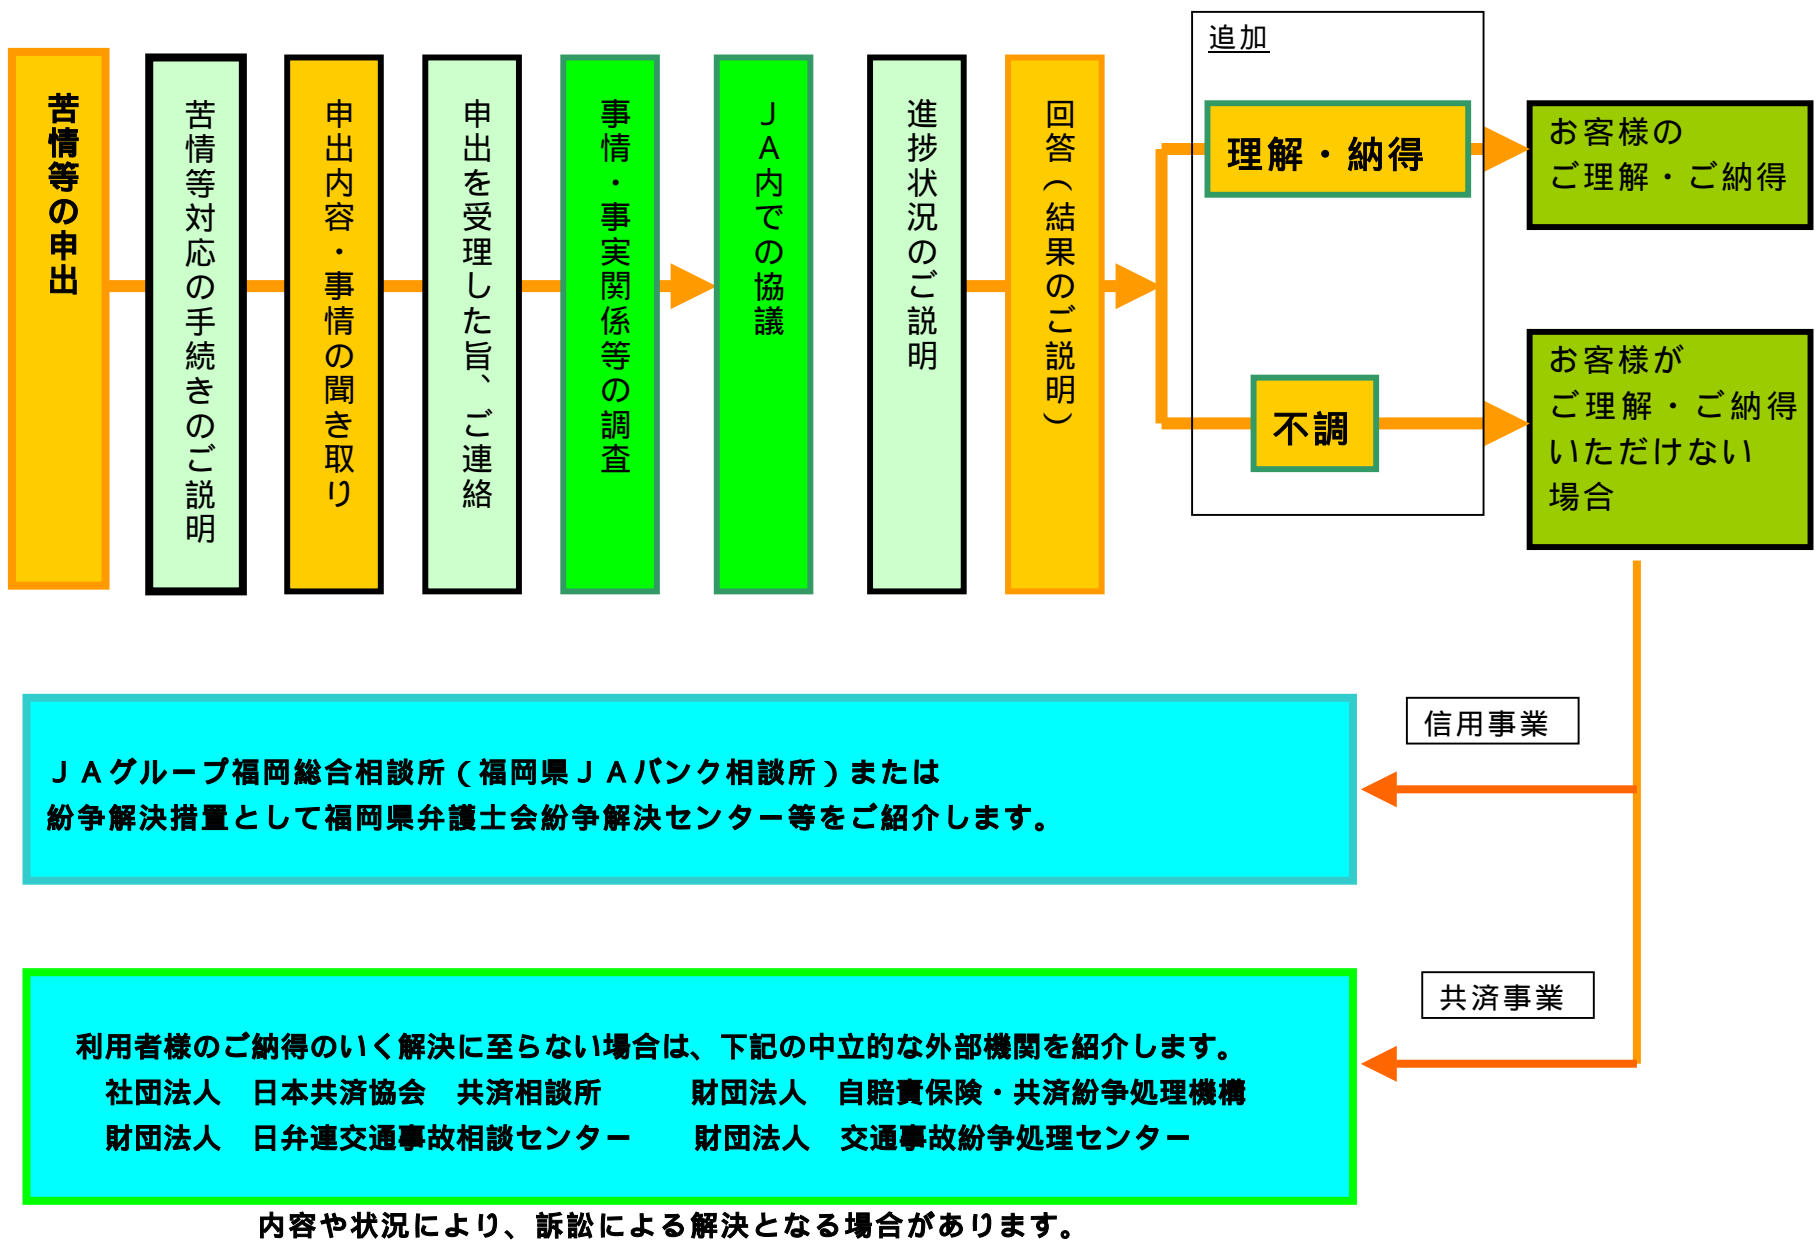 苦情等の申出
苦情等対応の手続きのご説明
申出内容・事情の聞き取り
申出を受理した旨、ご連絡
事情・事実関係等の調査
ＪＡ内での協議
進捗状況のご説明
回答（結果のご説明）
追加
理解・納得
不調
お客様の
ご理解・ご納得
お客様が
ご理解・ご納得
いただけない
場合
信用事業
ＪＡグループ福岡総合相談所（福岡県ＪＡバンク相談所）または
紛争解決措置として福岡県弁護士会紛争解決センター等をご紹介します。
共済事業
利用者様のご納得のいく解決に至らない場合は、下記の中立的な外部機関を紹介します。
社団法人　日本共済協会　共済相談所　　　財団法人　自賠責保険・共済紛争処理機構
財団法人　日弁連交通事故相談センター　　財団法人　交通事故紛争処理センター
内容や状況により、訴訟による解決となる場合があります。